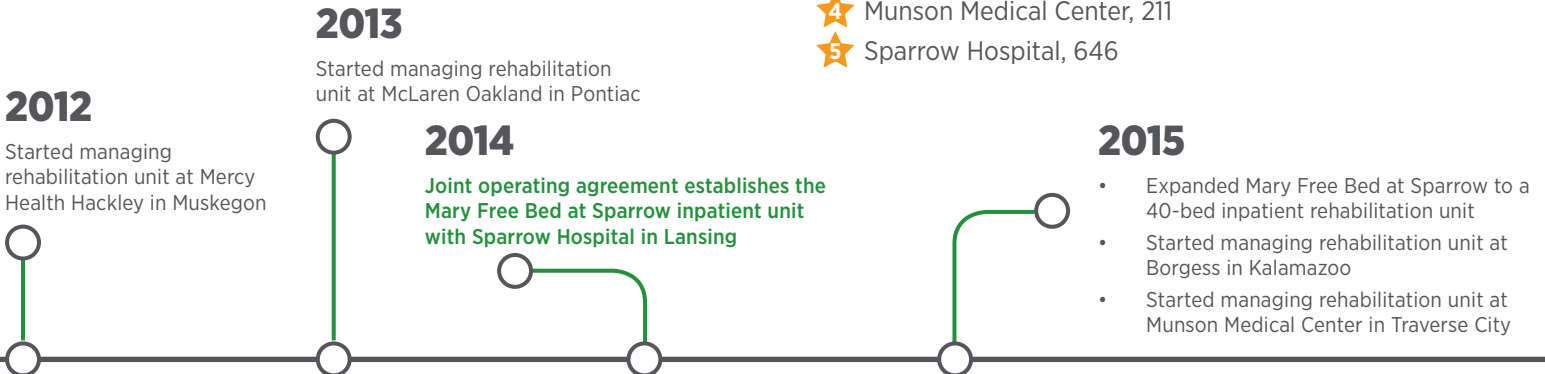 2013
Started managing rehabilitation
unit at McLaren Oakland in Pontiac
4 Munson Medical Center, 211
5 Sparrow Hospital, 646
2012
Started managing
rehabilitation unit at Mercy
Health Hackley in Muskegon
2014
Joint operating agreement establishes the
Mary Free Bed at Sparrow inpatient unit
with Sparrow Hospital in Lansing
2015
• Expanded Mary Free Bed at Sparrow to a
40-bed inpatient rehabilitation unit
• Started managing rehabilitation unit at
Borgess in Kalamazoo
• Started managing rehabilitation unit at
Munson Medical Center in Traverse City